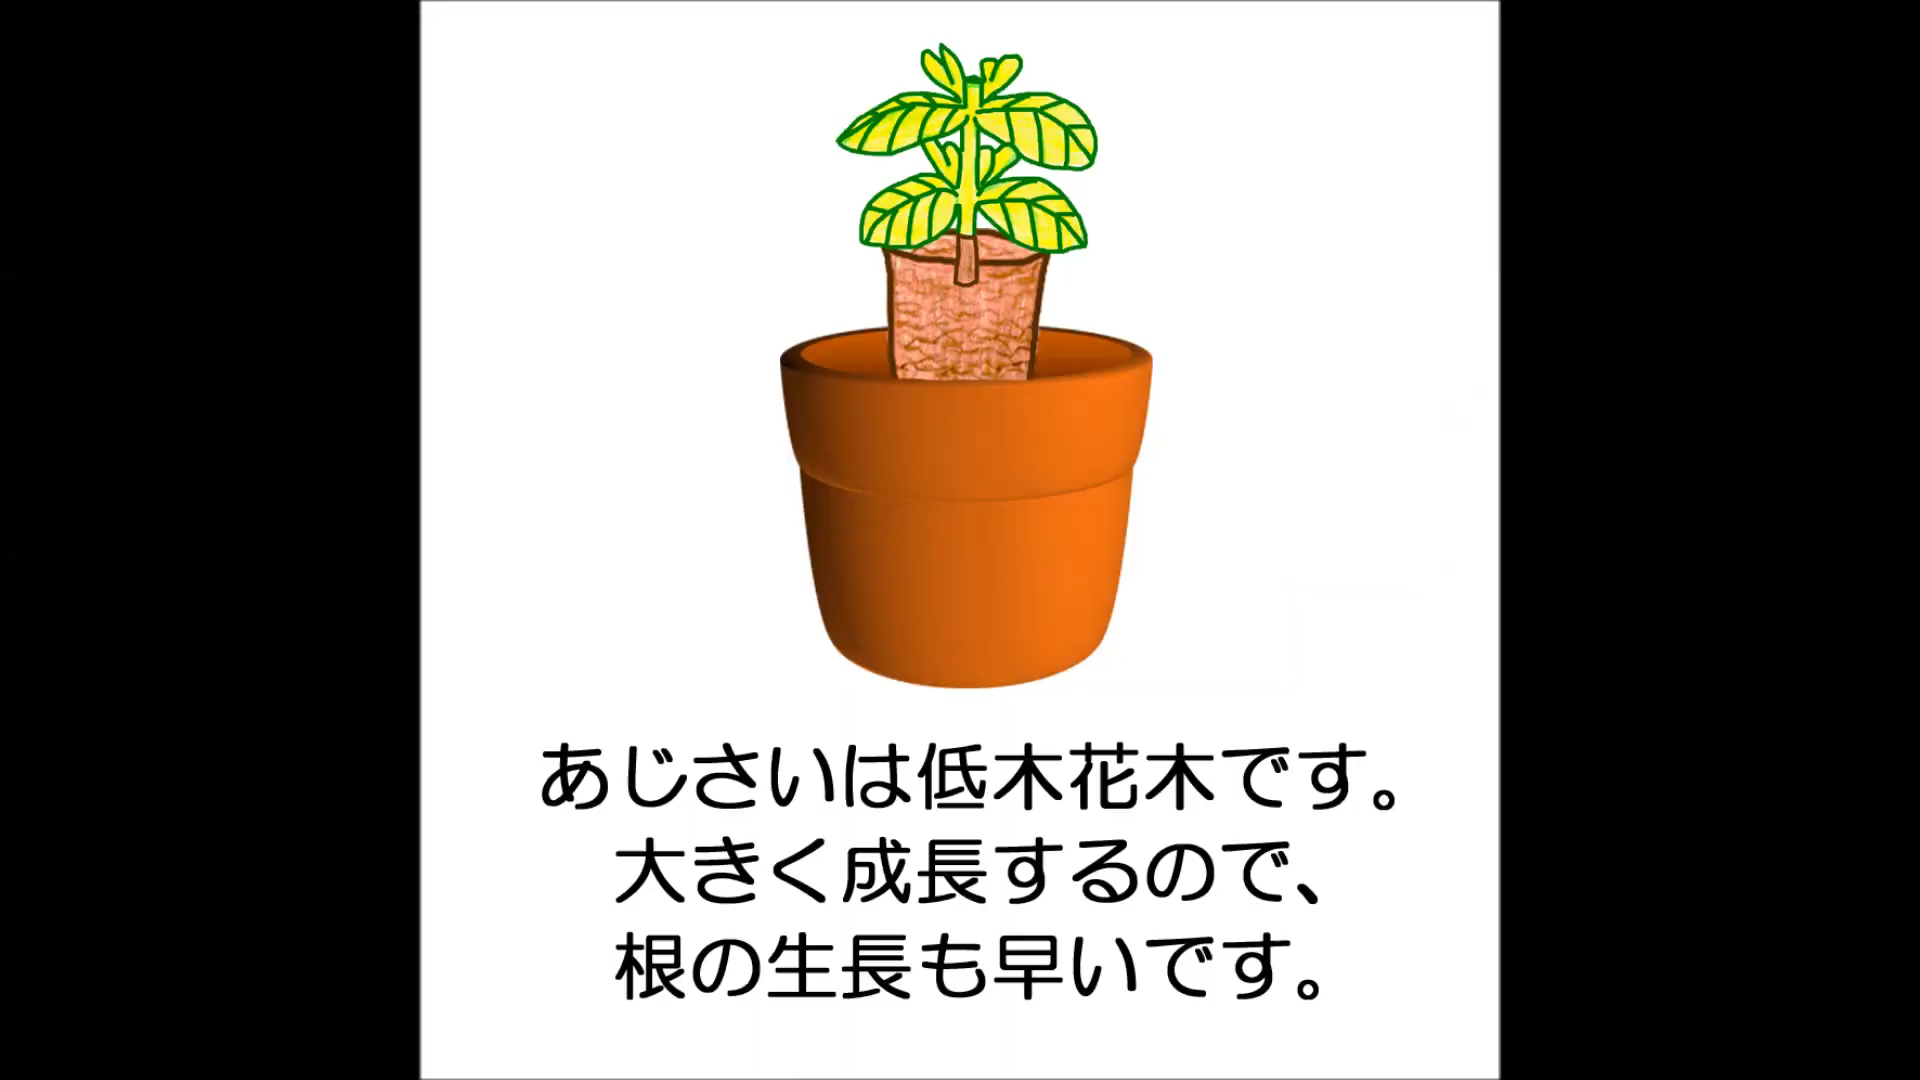 あじさいは低木花木です。
大きく成長するので、
根の生長も早いです。